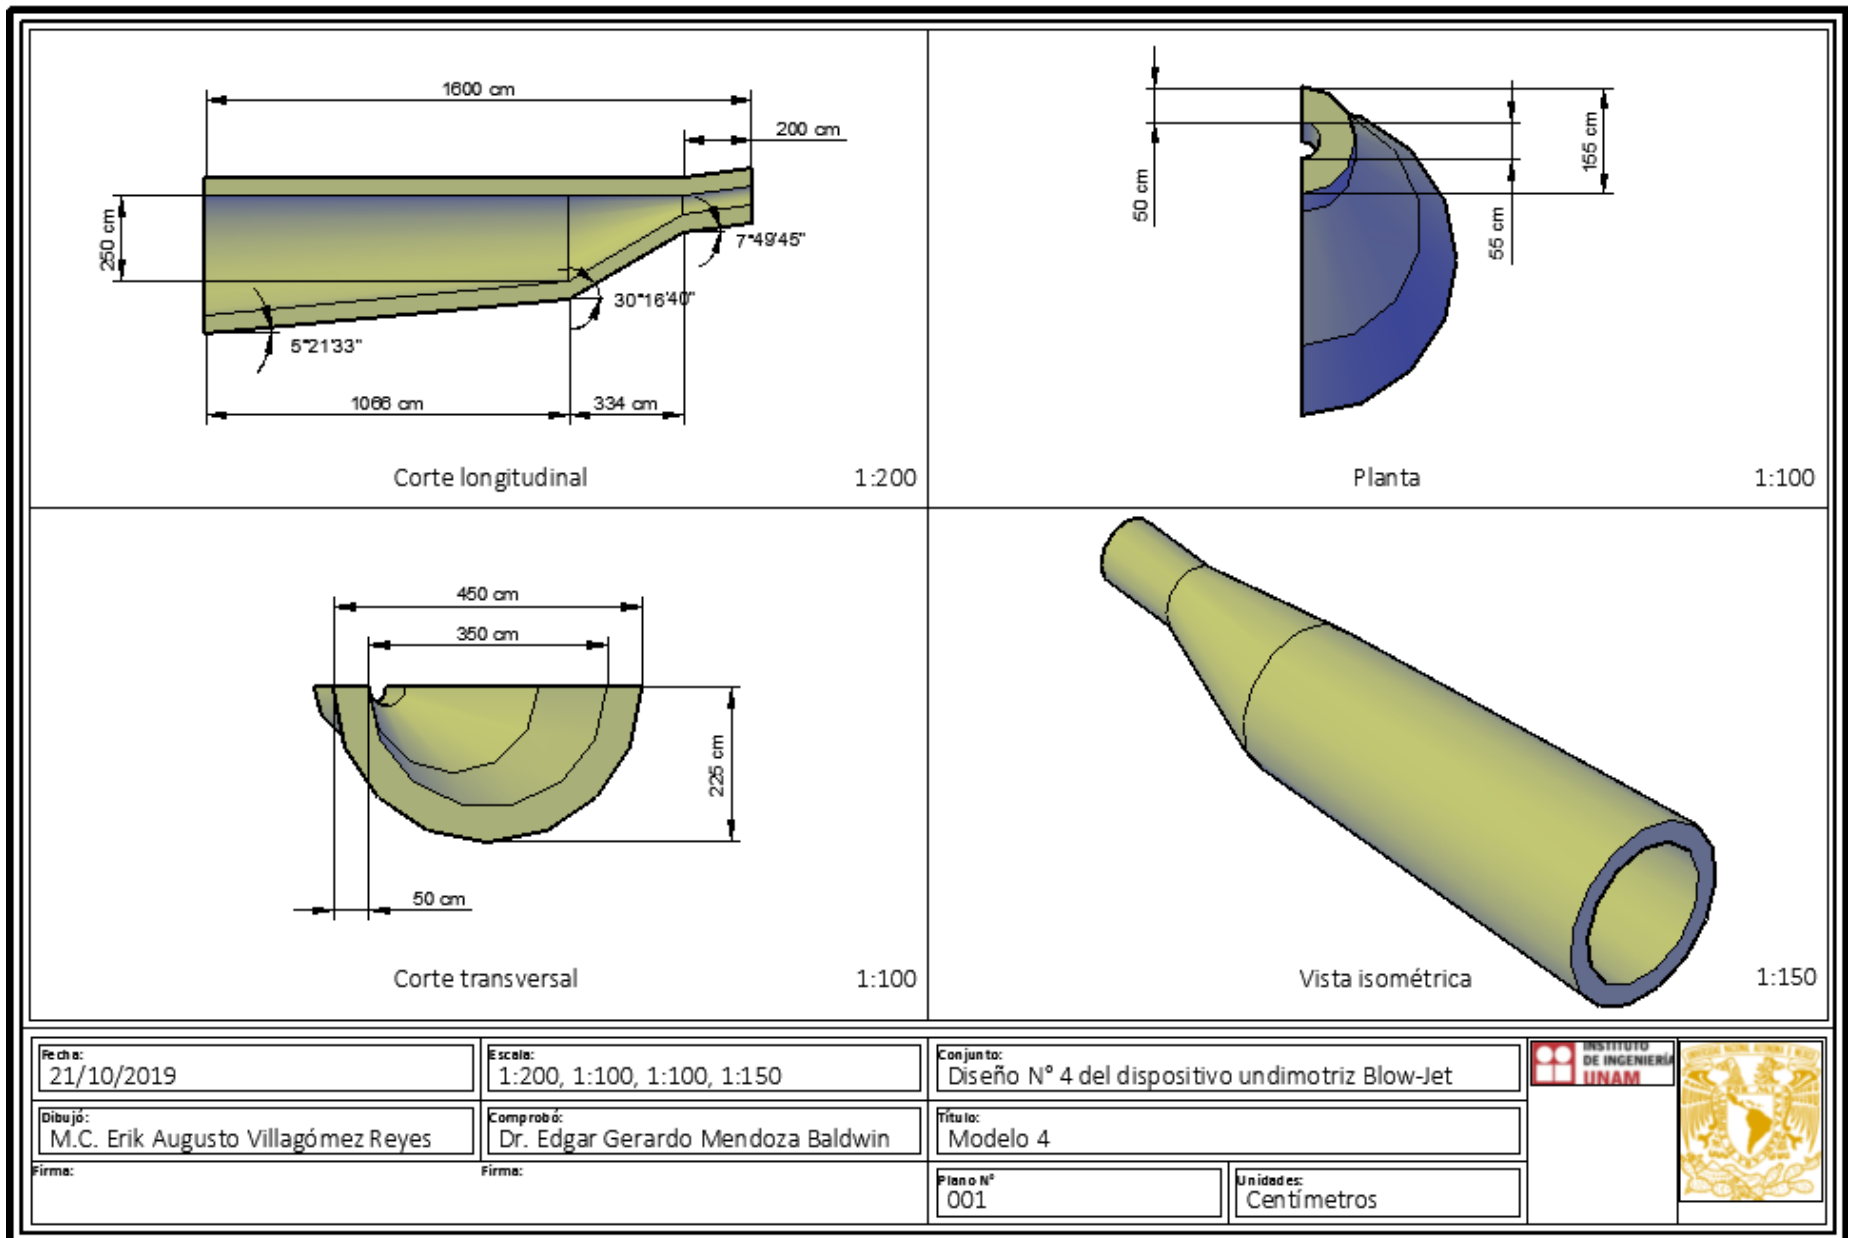 1600 cm
200 cm
250 cm
7°49'45"
30°16'40"
5°21'33"
1066 cm
334 cm
Corte longitudinal
1:200
50 cm
155 cm
55 cm
Planta
1:100
450 cm
350 cm
225 cm
50 cm
Corte transversal
1:100
Vista isométrica
1:150
Fecha:
21/10/2019
Escala:
1:200, 1:100, 1:100, 1:150
Conjunto:
Diseño N° 4 del dispositivo undimotriz Blow-Jet
INSTITUTO
DE INGENIERÍA
UNAM
Dibujó:
M.C. Erik Augusto Villagómez Reyes
Comprobó:
Dr. Edgar Gerardo Mendoza Baldwin
Título:
Modelo 4
Firma:
Firma:
Plano N°
001
Unidades:
Centímetros